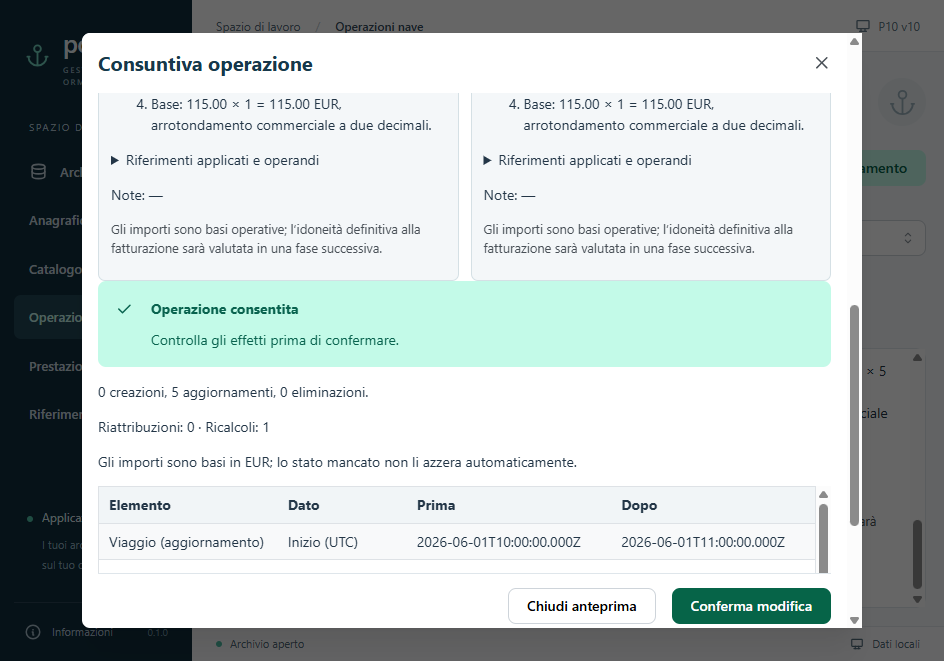 Spazio di lavoro / Operazioni nave
P10 v10
Consuntiva operazione
4. Base: 115.00 × 1 = 115.00 EUR,
arrotondamento commerciale a due decimali.
▶ Riferimenti applicati e operandi
Note: —
Gli importi sono basi operative; l'idoneità definitiva alla
fatturazione sarà valutata in una fase successiva.
4. Base: 115.00 × 1 = 115.00 EUR,
arrotondamento commerciale a due decimali.
▶ Riferimenti applicati e operandi
Note: —
Gli importi sono basi operative; l'idoneità definitiva alla
fatturazione sarà valutata in una fase successiva.
Operazione consentita
Controlla gli effetti prima di confermare.
0 creazioni, 5 aggiornamenti, 0 eliminazioni.
Riattribuzioni: 0 · Ricalcoli: 1
Gli importi sono basi in EUR; lo stato mancato non li azzera automaticamente.
Elemento Dato Prima Dopo
Viaggio (aggiornamento) Inizio (UTC) 2026-06-01T10:00:00.000Z 2026-06-01T11:00:00.000Z
Chiudi anteprima Conferma modifica
po
GES
ORM
SPAZIO D
Arch
Anagrafi
Catalogo
Operazio
Prestazio
Riferimen
Applica
I tuoi an
sul tuo c
Informazioni 0.1.0
amento
× 5
ciale
arà
Archivio aperto
Dati locali